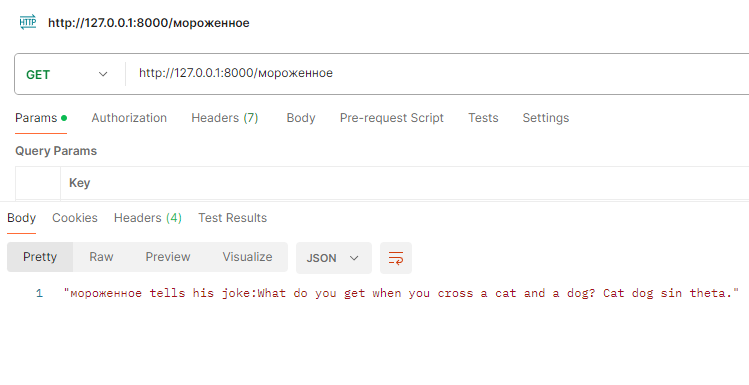 HTTP http://127.0.0.1:8000/мороженное
GET http://127.0.0.1:8000/мороженное
Params Authorization Headers (7) Body Pre-request Script Tests Settings
Query Params
Key
Body Cookies Headers (4) Test Results
Pretty Raw Preview Visualize JSON
1 "мороженное tells his joke:What do you get when you cross a cat and a dog? Cat dog sin theta."